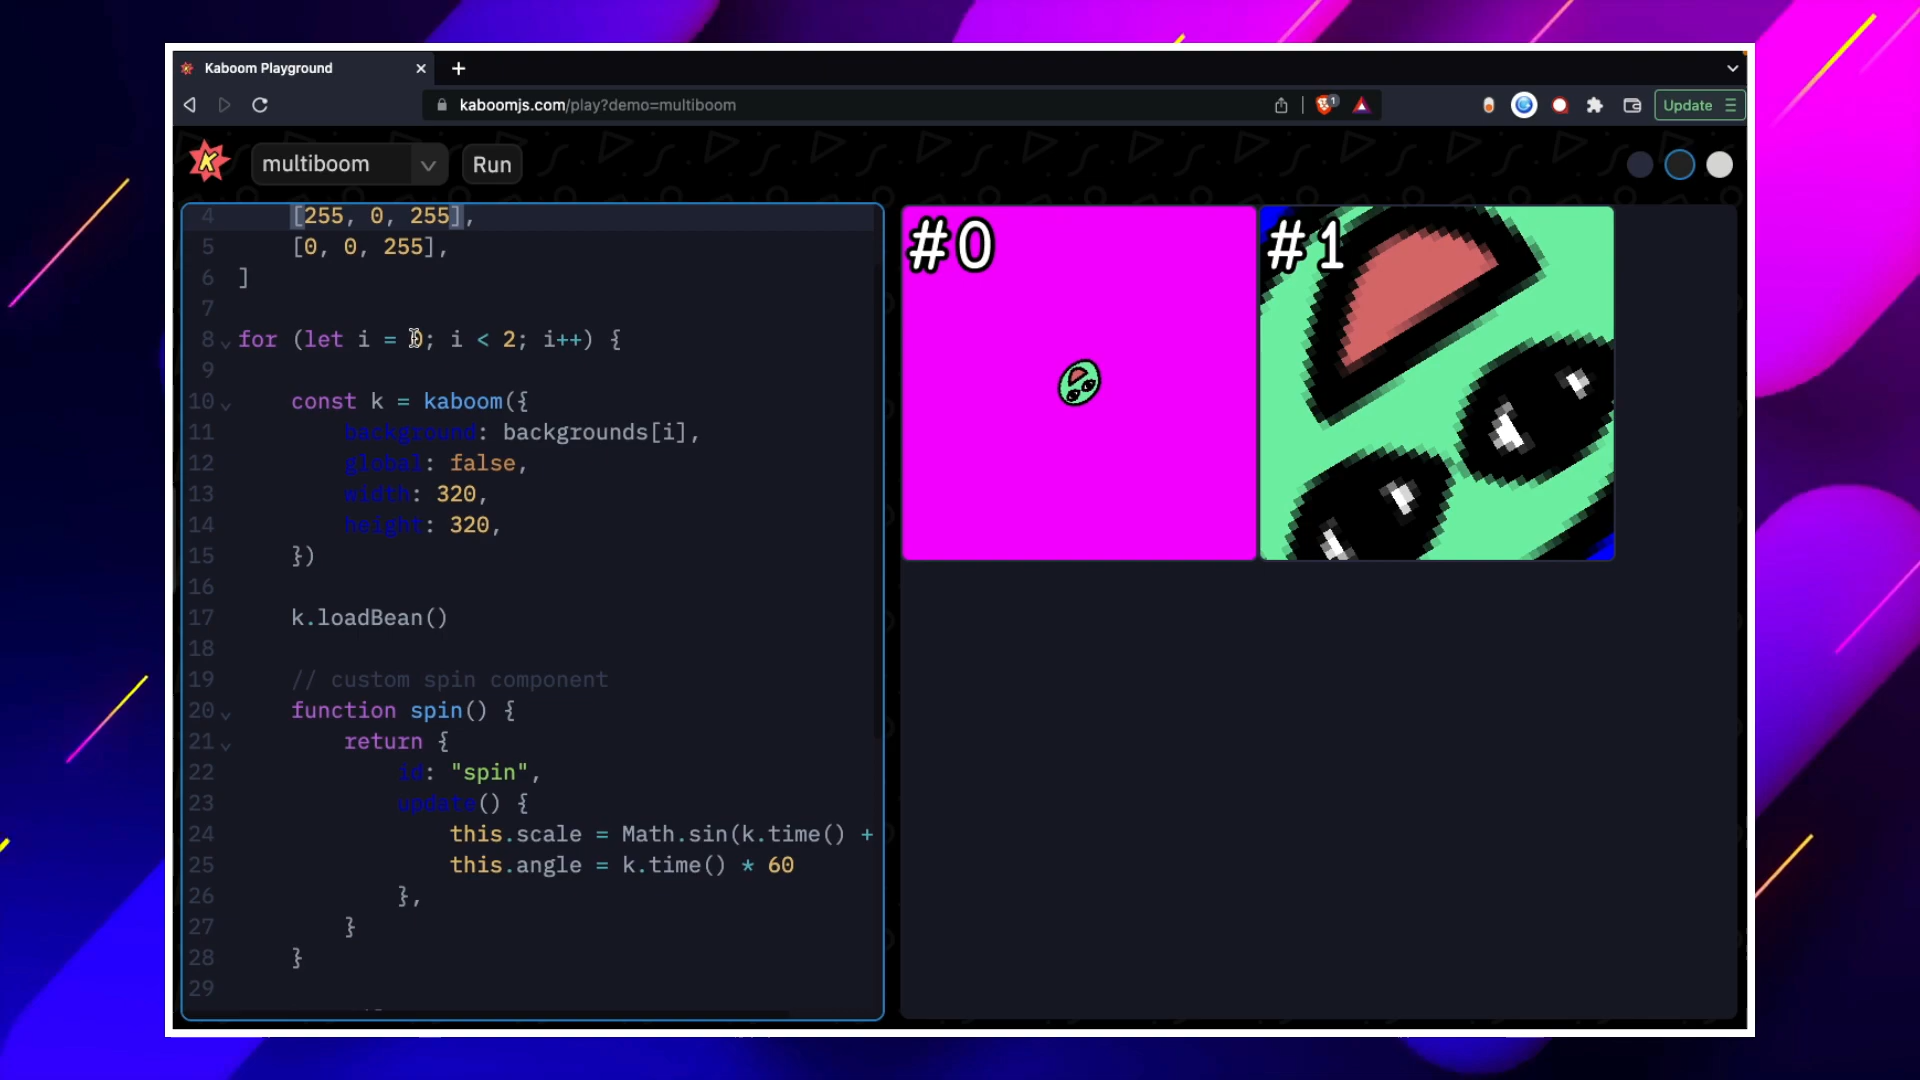 Kaboom Playground
kaboomjs.com/play?demo=multiboom
1
Update
K
multiboom
Run
4 [255, 0, 255],
5 [0, 0, 255],
6 ]
7
8 for (let i = 0; i < 2; i++) {
9
10 const k = kaboom({
11 background: backgrounds[i],
12 global: false,
13 width: 320,
14 height: 320,
15 })
16
17 k.loadBean()
18
19 // custom spin component
20 function spin() {
21 return {
22 id: "spin",
23 update() {
24 this.scale = Math.sin(k.time() +
25 this.angle = k.time() * 60
26 },
27 }
28 }
29
#0
#1